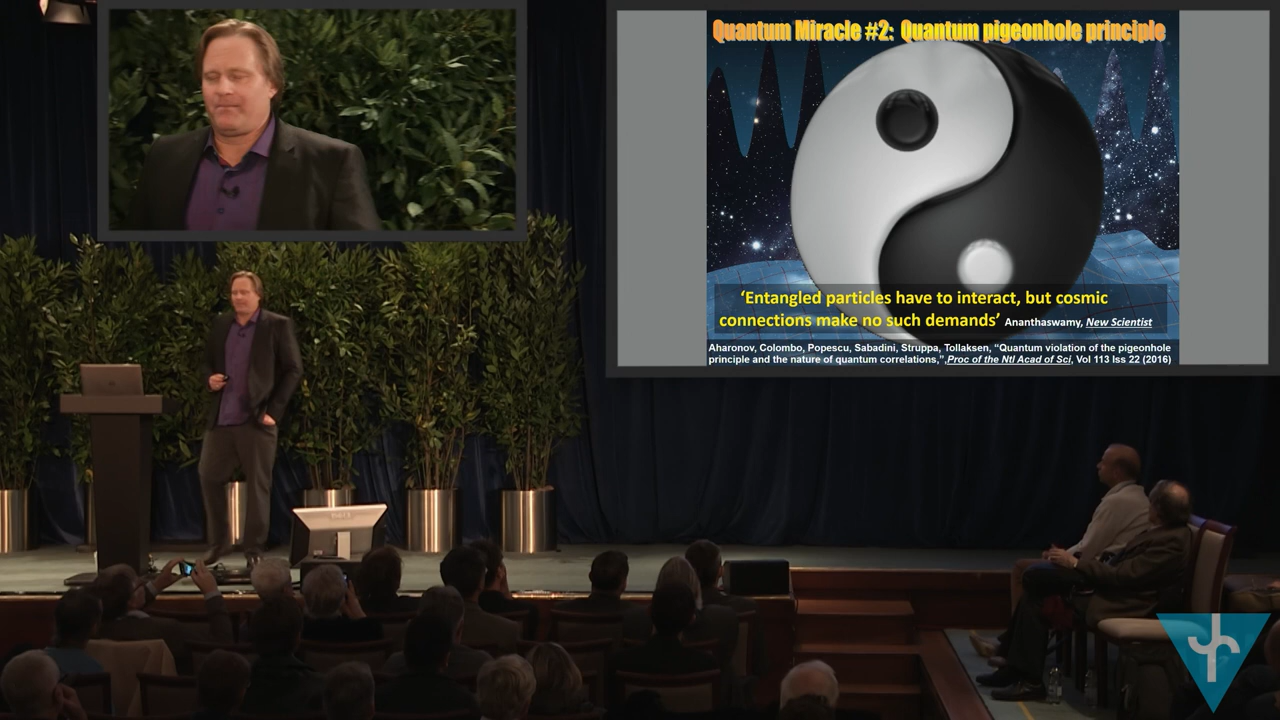 Quantum Miracle #2: Quantum pigeonhole principle
‘Entangled particles have to interact, but cosmic
connections make no such demands’ Ananthaswamy, New Scientist
Aharonov, Colombo, Popescu, Sabadini, Struppa, Tollaksen, “Quantum violation of the pigeonhole
principle and the nature of quantum correlations,”,Proc of the Ntl Acad of Sci, Vol 113 Iss 22 (2016)